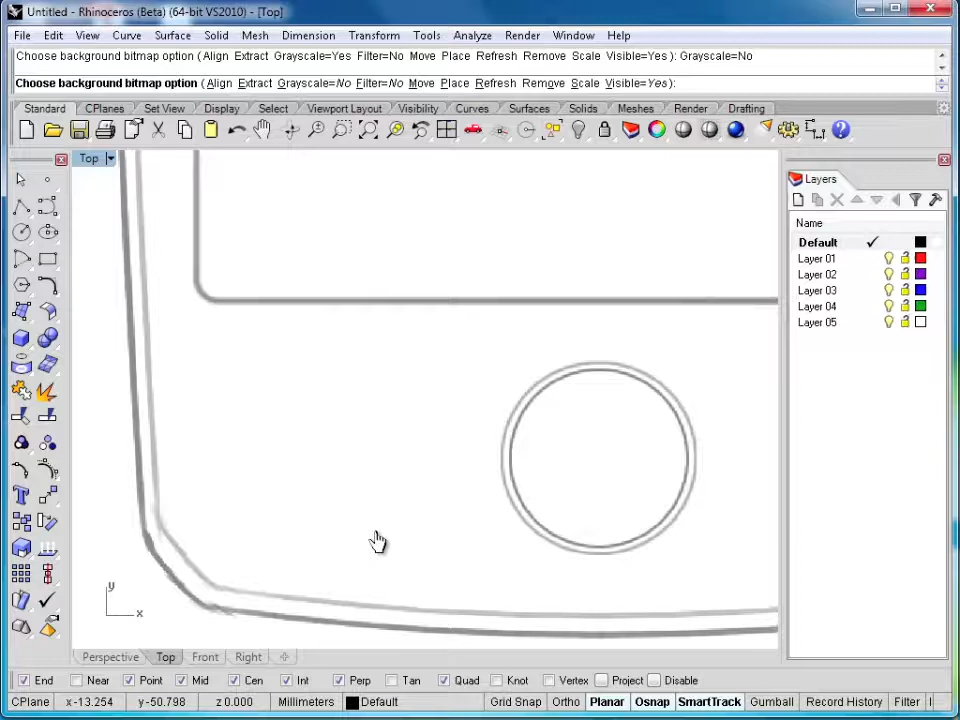 Untitled - Rhinoceros (Beta) (64-bit VS2010) - [Top]
File Edit View Curve Surface Solid Mesh Dimension Transform Tools Analyze Render Window Help
Choose background bitmap option ( Align Extract Grayscale=Yes Filter=No Move Place Refresh Remove Scale Visible=Yes ): Grayscale=No
Choose background bitmap option ( Align Extract Grayscale=No Filter=No Move Place Refresh Remove Scale Visible=Yes ):
Standard CPlanes Set View Display Select Viewport Layout Visibility Curves Surfaces Solids Meshes Render Drafting
Top
Layers
Name
Default
Layer 01
Layer 02
Layer 03
Layer 04
Layer 05
y
x
Perspective Top Front Right
End Near Point Mid Cen Int Perp Tan Quad Knot Vertex Project Disable
CPlane x-13.254 y-50.798 z 0.000 Millimeters Default Grid Snap Ortho Planar Osnap SmartTrack Gumball Record History Filter